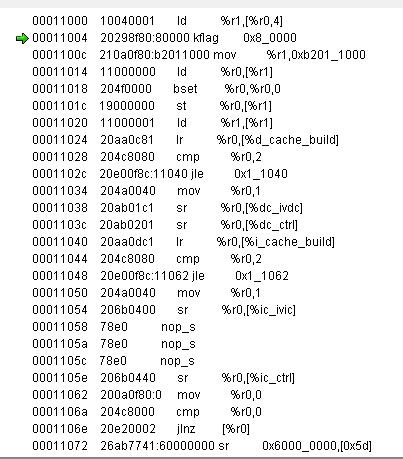 00011000 10040001 ld %r1,[%r0,4]
00011004 20298f80:80000 kflag 0x8_0000
0001100c 210a0f80:b2011000 mov %r1,0xb201_1000
00011014 11000000 ld %r0,[%r1]
00011018 204f0000 bset %r0,%r0,0
0001101c 19000000 st %r0,[%r1]
00011020 11000001 ld %r1,[%r1]
00011024 20aa0c81 lr %r0,[%d_cache_build]
00011028 204c8080 cmp %r0,2
0001102c 20e00f8c:11040 jle 0x1_1040
00011034 204a0040 mov %r0,1
00011038 20ab01c1 sr %r0,[%dc_ivdc]
0001103c 20ab0201 sr %r0,[%dc_ctrl]
00011040 20aa0dc1 lr %r0,[%i_cache_build]
00011044 204c8080 cmp %r0,2
00011048 20e00f8c:11062 jle 0x1_1062
00011050 204a0040 mov %r0,1
00011054 206b0400 sr %r0,[%ic_ivic]
00011058 78e0 nop_s
0001105a 78e0 nop_s
0001105c 78e0 nop_s
0001105e 206b0440 sr %r0,[%ic_ctrl]
00011062 200a0f80:0 mov %r0,0
0001106a 204c8000 cmp %r0,0
0001106e 20e20002 jlnz [%r0]
00011072 26ab7741:60000000 sr 0x6000_0000,[0x5d]